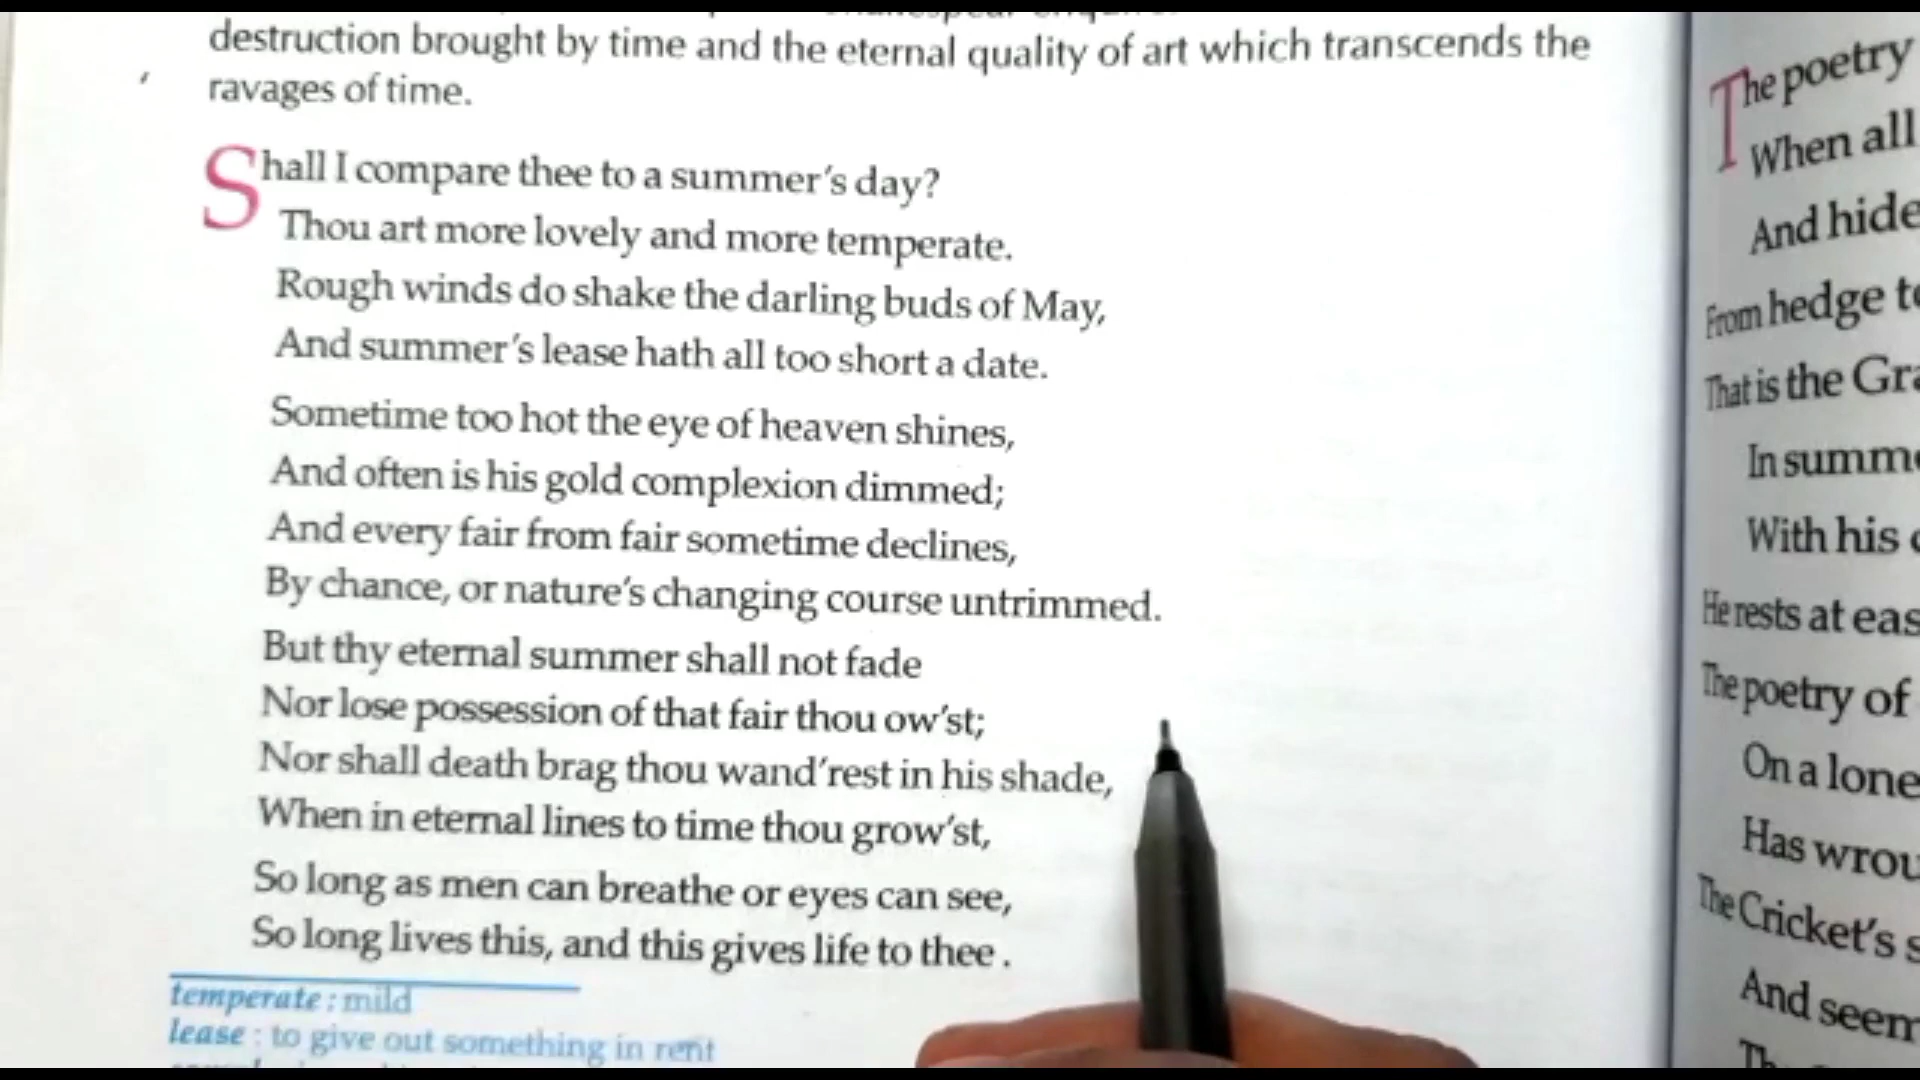 destruction brought by time and the eternal quality of art which transcends the
ravages of time.
Shall I compare thee to a summer's day?
Thou art more lovely and more temperate.
Rough winds do shake the darling buds of May,
And summer's lease hath all too short a date.
Sometime too hot the eye of heaven shines,
And often is his gold complexion dimmed;
And every fair from fair sometime declines,
By chance, or nature's changing course untrimmed.
But thy eternal summer shall not fade
Nor lose possession of that fair thou ow'st;
Nor shall death brag thou wand'rest in his shade,
When in eternal lines to time thou grow'st,
So long as men can breathe or eyes can see,
So long lives this, and this gives life to thee .
temperate : mild
lease : to give out something in rent
The poetry
When all
And hide
From hedge
That is the
In
With his
He rests at
The poetry of
On a lone
Has
The Cricket's
And seem